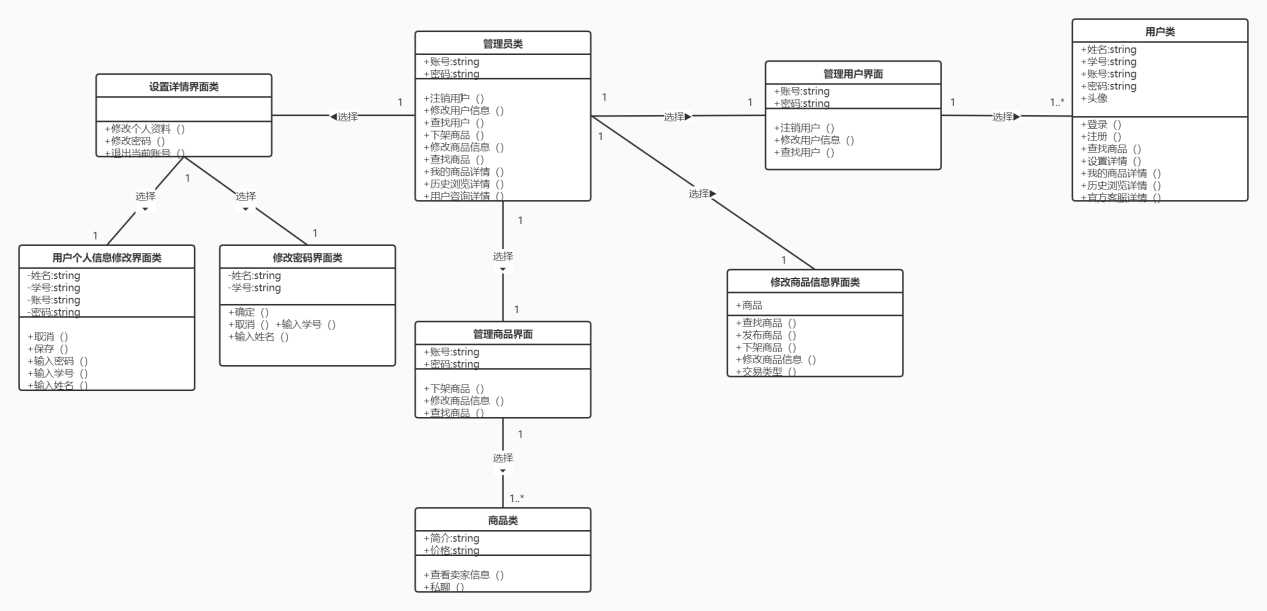 设置详情界面类
+修改个人资料（）
+修改密码（）
+退出当前账号（）
1
◀选择
管理员类
+账号:string
+密码:string
+注销用户（）
+修改用户信息（）
+查找用户（）
+下架商品（）
+修改商品信息（）
+查找商品（）
+我的商品详情（）
+历史浏览详情（）
+用户咨询详情（）
1
选择▶
1
管理用户界面
+账号:string
+密码:string
+注销用户（）
+修改用户信息（）
+查找用户（）
1
选择▶
1..*
用户类
+姓名:string
+学号:string
+账号:string
+密码:string
+头像
+登录（）
+注册（）
+查找商品（）
+设置详情（）
+我的商品详情（）
+历史浏览详情（）
+官方客服详情（）
1
选择
1
选择
1
用户个人信息修改界面类
-姓名:string
-学号:string
-账号:string
-密码:string
+取消（）
+保存（）
+输入密码（）
+输入学号（）
+输入姓名（）
修改密码界面类
-姓名:string
-学号:string
+确定（）
+取消（）+输入学号（）
+输入姓名（）
1
选择
1
管理商品界面
+账号:string
+密码:string
+下架商品（）
+修改商品信息（）
+查找商品（）
1
选择▶
1
修改商品信息界面类
+商品
+查找商品（）
+发布商品（）
+下架商品（）
+修改商品信息（）
+交易类型（）
1
选择
1..*
商品类
+简介:string
+价格:string
+查看卖家信息（）
+私聊（）